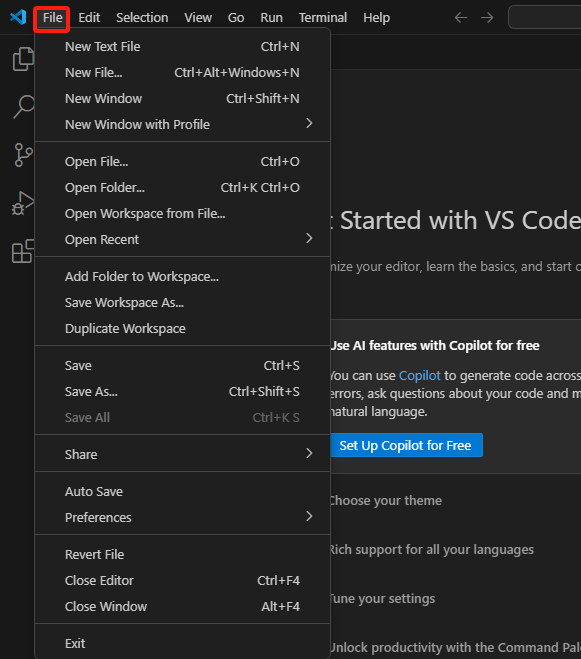 File Edit Selection View Go Run Terminal Help
New Text File Ctrl+N
New File... Ctrl+Alt+Windows+N
New Window Ctrl+Shift+N
New Window with Profile
Open File... Ctrl+O
Open Folder... Ctrl+K Ctrl+O
Open Workspace from File...
Open Recent
Add Folder to Workspace...
Save Workspace As...
Duplicate Workspace
Save Ctrl+S
Save As... Ctrl+Shift+S
Save All Ctrl+K S
Share
Auto Save
Preferences
Revert File
Close Editor Ctrl+F4
Close Window Alt+F4
Exit
t Started with VS Code
mize your editor, learn the basics, and start
Use AI features with Copilot for free
You can use Copilot to generate code across
errors, ask questions about your code and
natural language.
Set Up Copilot for Free
Choose your theme
Rich support for all your languages
Tune your settings
Unlock productivity with the Command